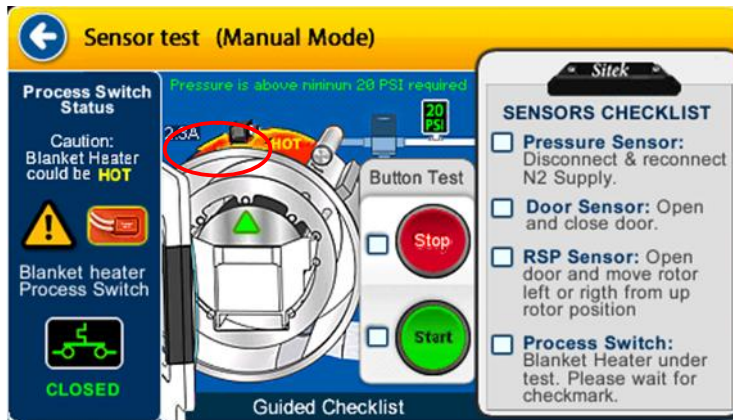 Sensor test (Manual Mode)
Process Switch
Status
Caution:
Blanket Heater
could be HOT
Blanket heater
Process Switch
CLOSED
Pressure is above nininun 20 PSI required
2.3A
HOT
20
PSI
Button Test
Stop
Start
Guided Checklist
Sitek
SENSORS CHECKLIST
Pressure Sensor:
Disconnect & reconnect
N2 Supply.
Door Sensor: Open
and close door.
RSP Sensor: Open
door and move rotor
left or rigth from up
rotor position
Process Switch:
Blanket Heater under
test. Please wait for
checkmark.